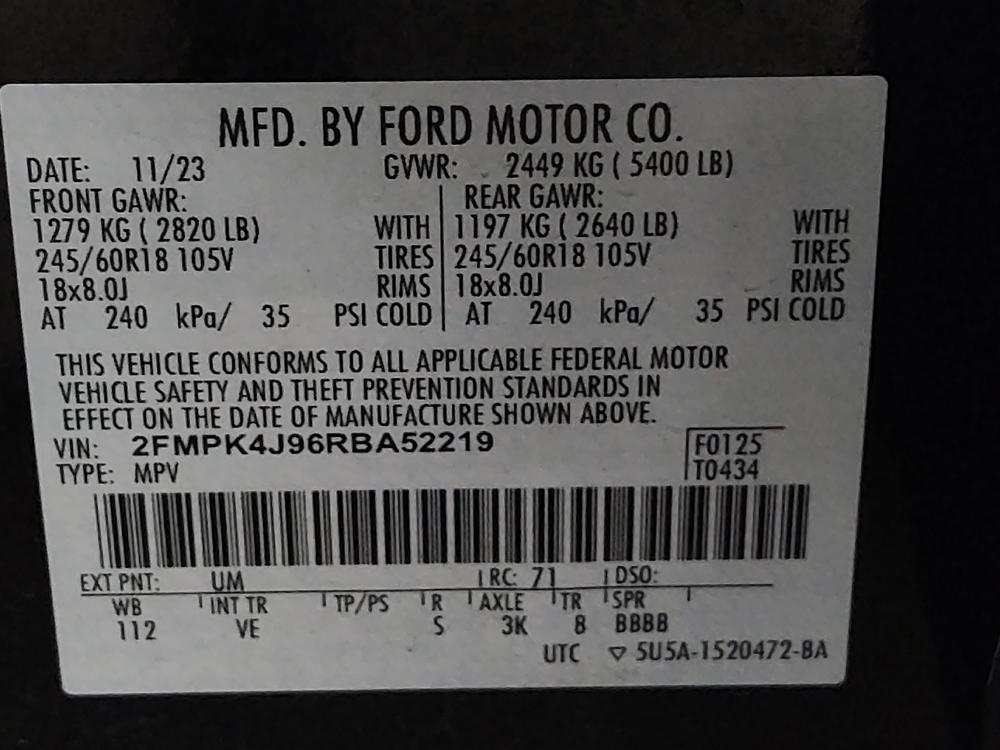 MFD. BY FORD MOTOR CO.
DATE: 11/23 GVWR: 2449 KG ( 5400 LB)
FRONT GAWR: REAR GAWR:
1279 KG ( 2820 LB) WITH 1197 KG ( 2640 LB) WITH
245/60R18 105V TIRES 245/60R18 105V TIRES
18x8.0J RIMS 18x8.0J RIMS
AT 240 kPa/ 35 PSI COLD AT 240 kPa/ 35 PSI COLD
THIS VEHICLE CONFORMS TO ALL APPLICABLE FEDERAL MOTOR
VEHICLE SAFETY AND THEFT PREVENTION STANDARDS IN
EFFECT ON THE DATE OF MANUFACTURE SHOWN ABOVE.
VIN: 2FMPK4J96RBA52219 F0125
TYPE: MPV T0434
EXT PNT: UM RC: 71 DSO:
WB INT TR TP/PS R AXLE TR SPR
112 VE S 3K 8 BBBB
UTC ▽ 5U5A-1520472-BA